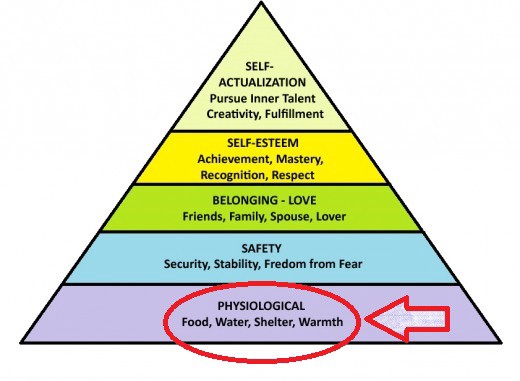 SELF-
ACTUALIZATION
Pursue Inner Talent
Creativity, Fulfillment
SELF-ESTEEM
Achievement, Mastery,
Recognition, Respect
BELONGING - LOVE
Friends, Family, Spouse, Lover
SAFETY
Security, Stability, Fredom from Fear
PHYSIOLOGICAL
Food, Water, Shelter, Warmth